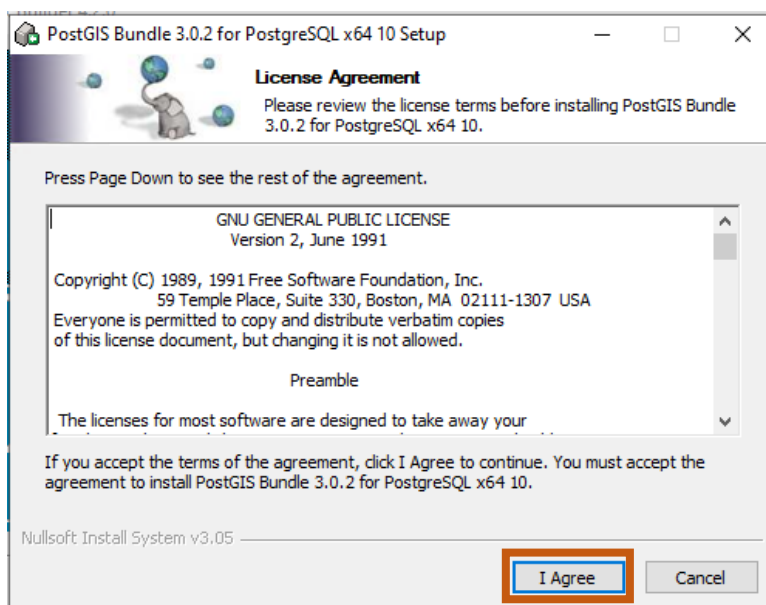 PostGIS Bundle 3.0.2 for PostgreSQL x64 10 Setup
License Agreement
Please review the license terms before installing PostGIS Bundle
3.0.2 for PostgreSQL x64 10.
Press Page Down to see the rest of the agreement.
GNU GENERAL PUBLIC LICENSE
Version 2, June 1991
Copyright (C) 1989, 1991 Free Software Foundation, Inc.
59 Temple Place, Suite 330, Boston, MA 02111-1307 USA
Everyone is permitted to copy and distribute verbatim copies
of this license document, but changing it is not allowed.
Preamble
The licenses for most software are designed to take away your
If you accept the terms of the agreement, click I Agree to continue. You must accept the
agreement to install PostGIS Bundle 3.0.2 for PostgreSQL x64 10.
Nullsoft Install System v3.05
I Agree
Cancel